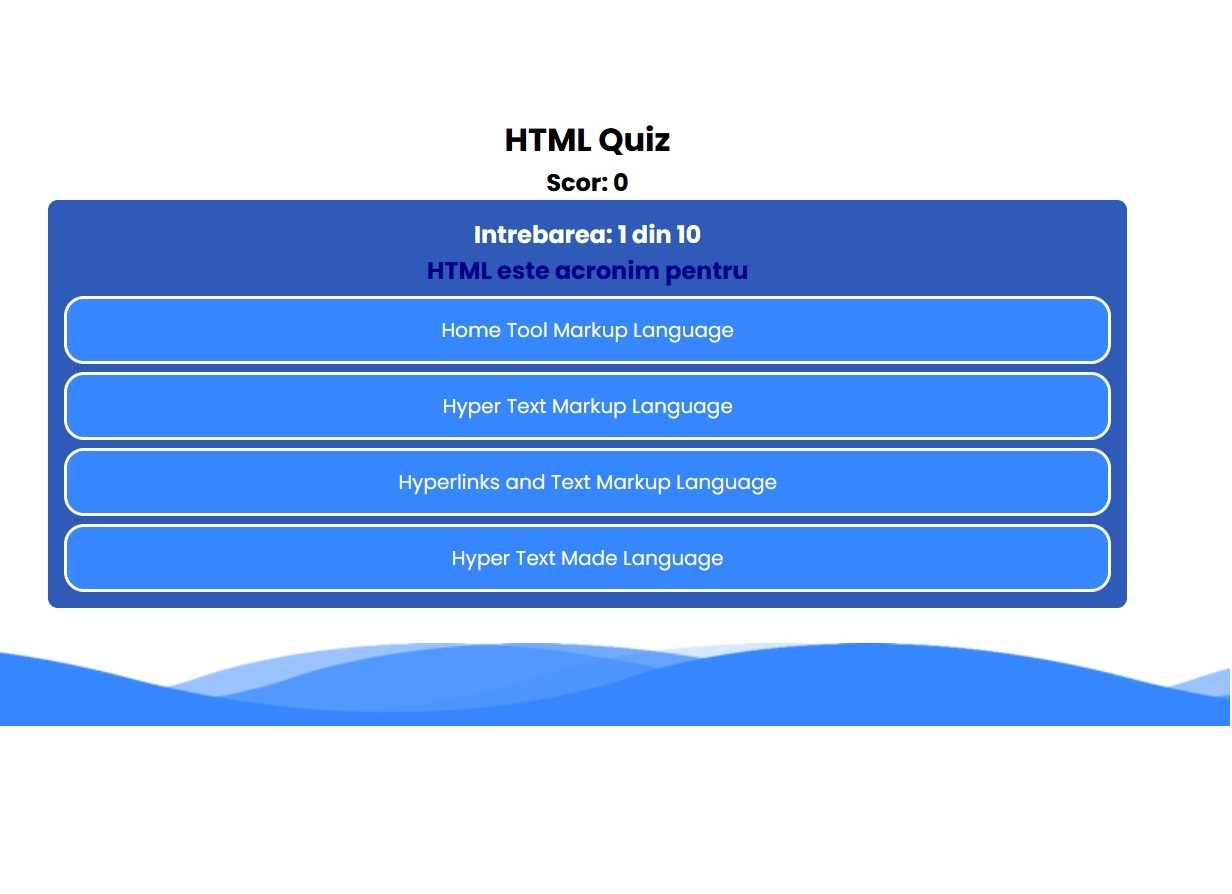 HTML Quiz
Scor: 0
Intrebarea: 1 din 10
HTML este acronim pentru
Home Tool Markup Language
Hyper Text Markup Language
Hyperlinks and Text Markup Language
Hyper Text Made Language